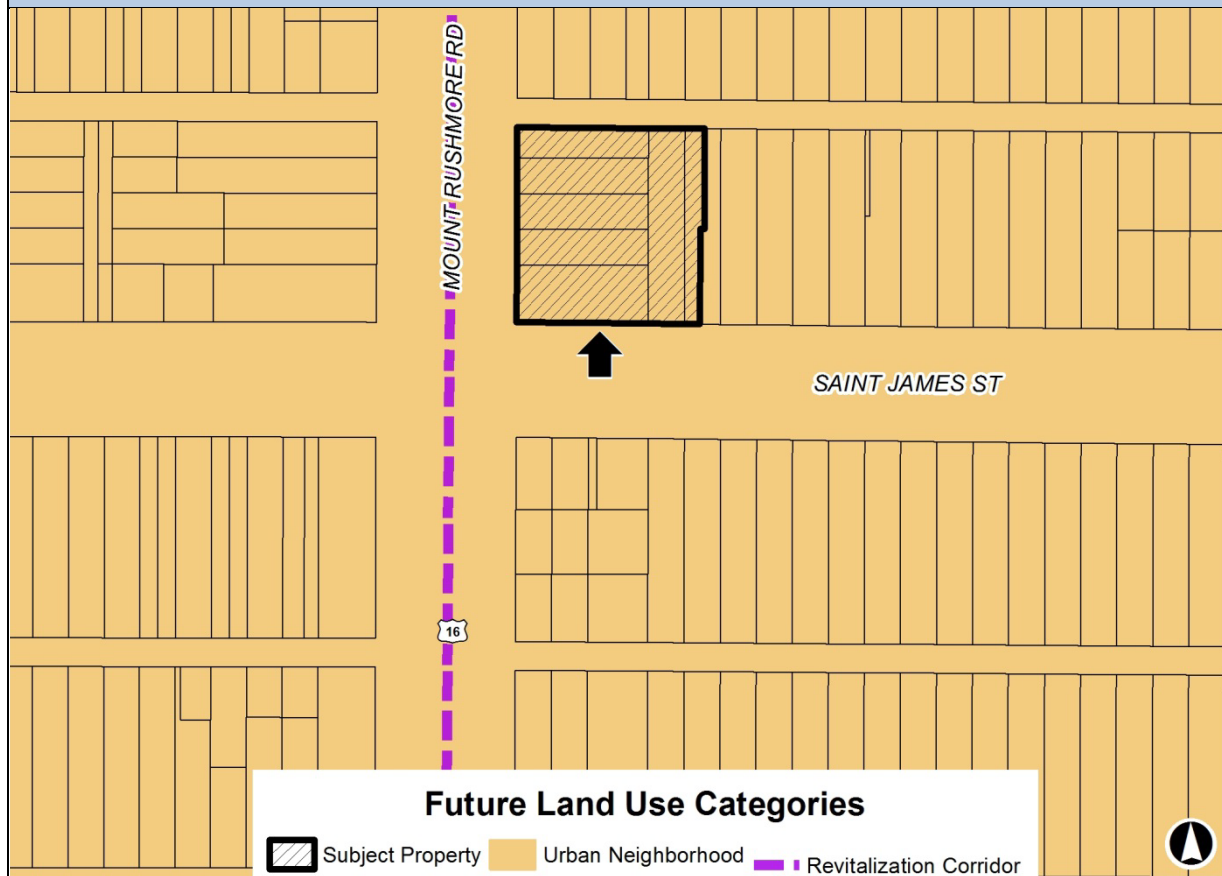 MOUNT RUSHMORE RD
SAINT JAMES ST
16
Future Land Use Categories
Subject Property
Urban Neighborhood
Revitalization Corridor